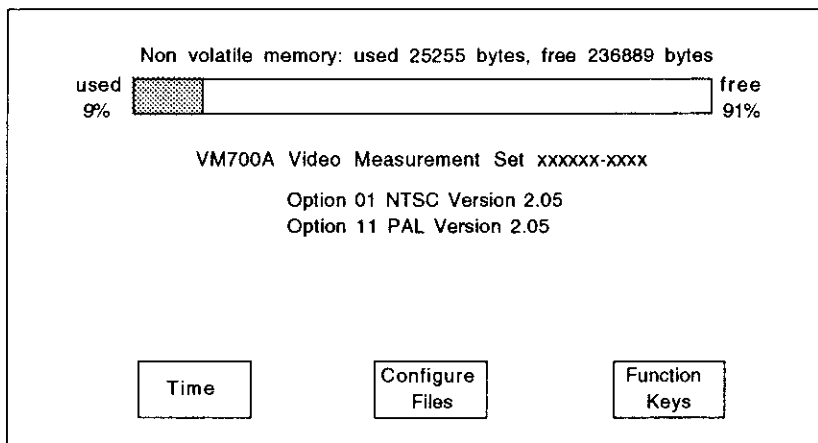 Non volatile memory: used 25255 bytes, free 236889 bytes
used
9%
free
91%
VM700A Video Measurement Set xxxxxx-xxxx
Option 01 NTSC Version 2.05
Option 11 PAL Version 2.05
Time
Configure
Files
Function
Keys